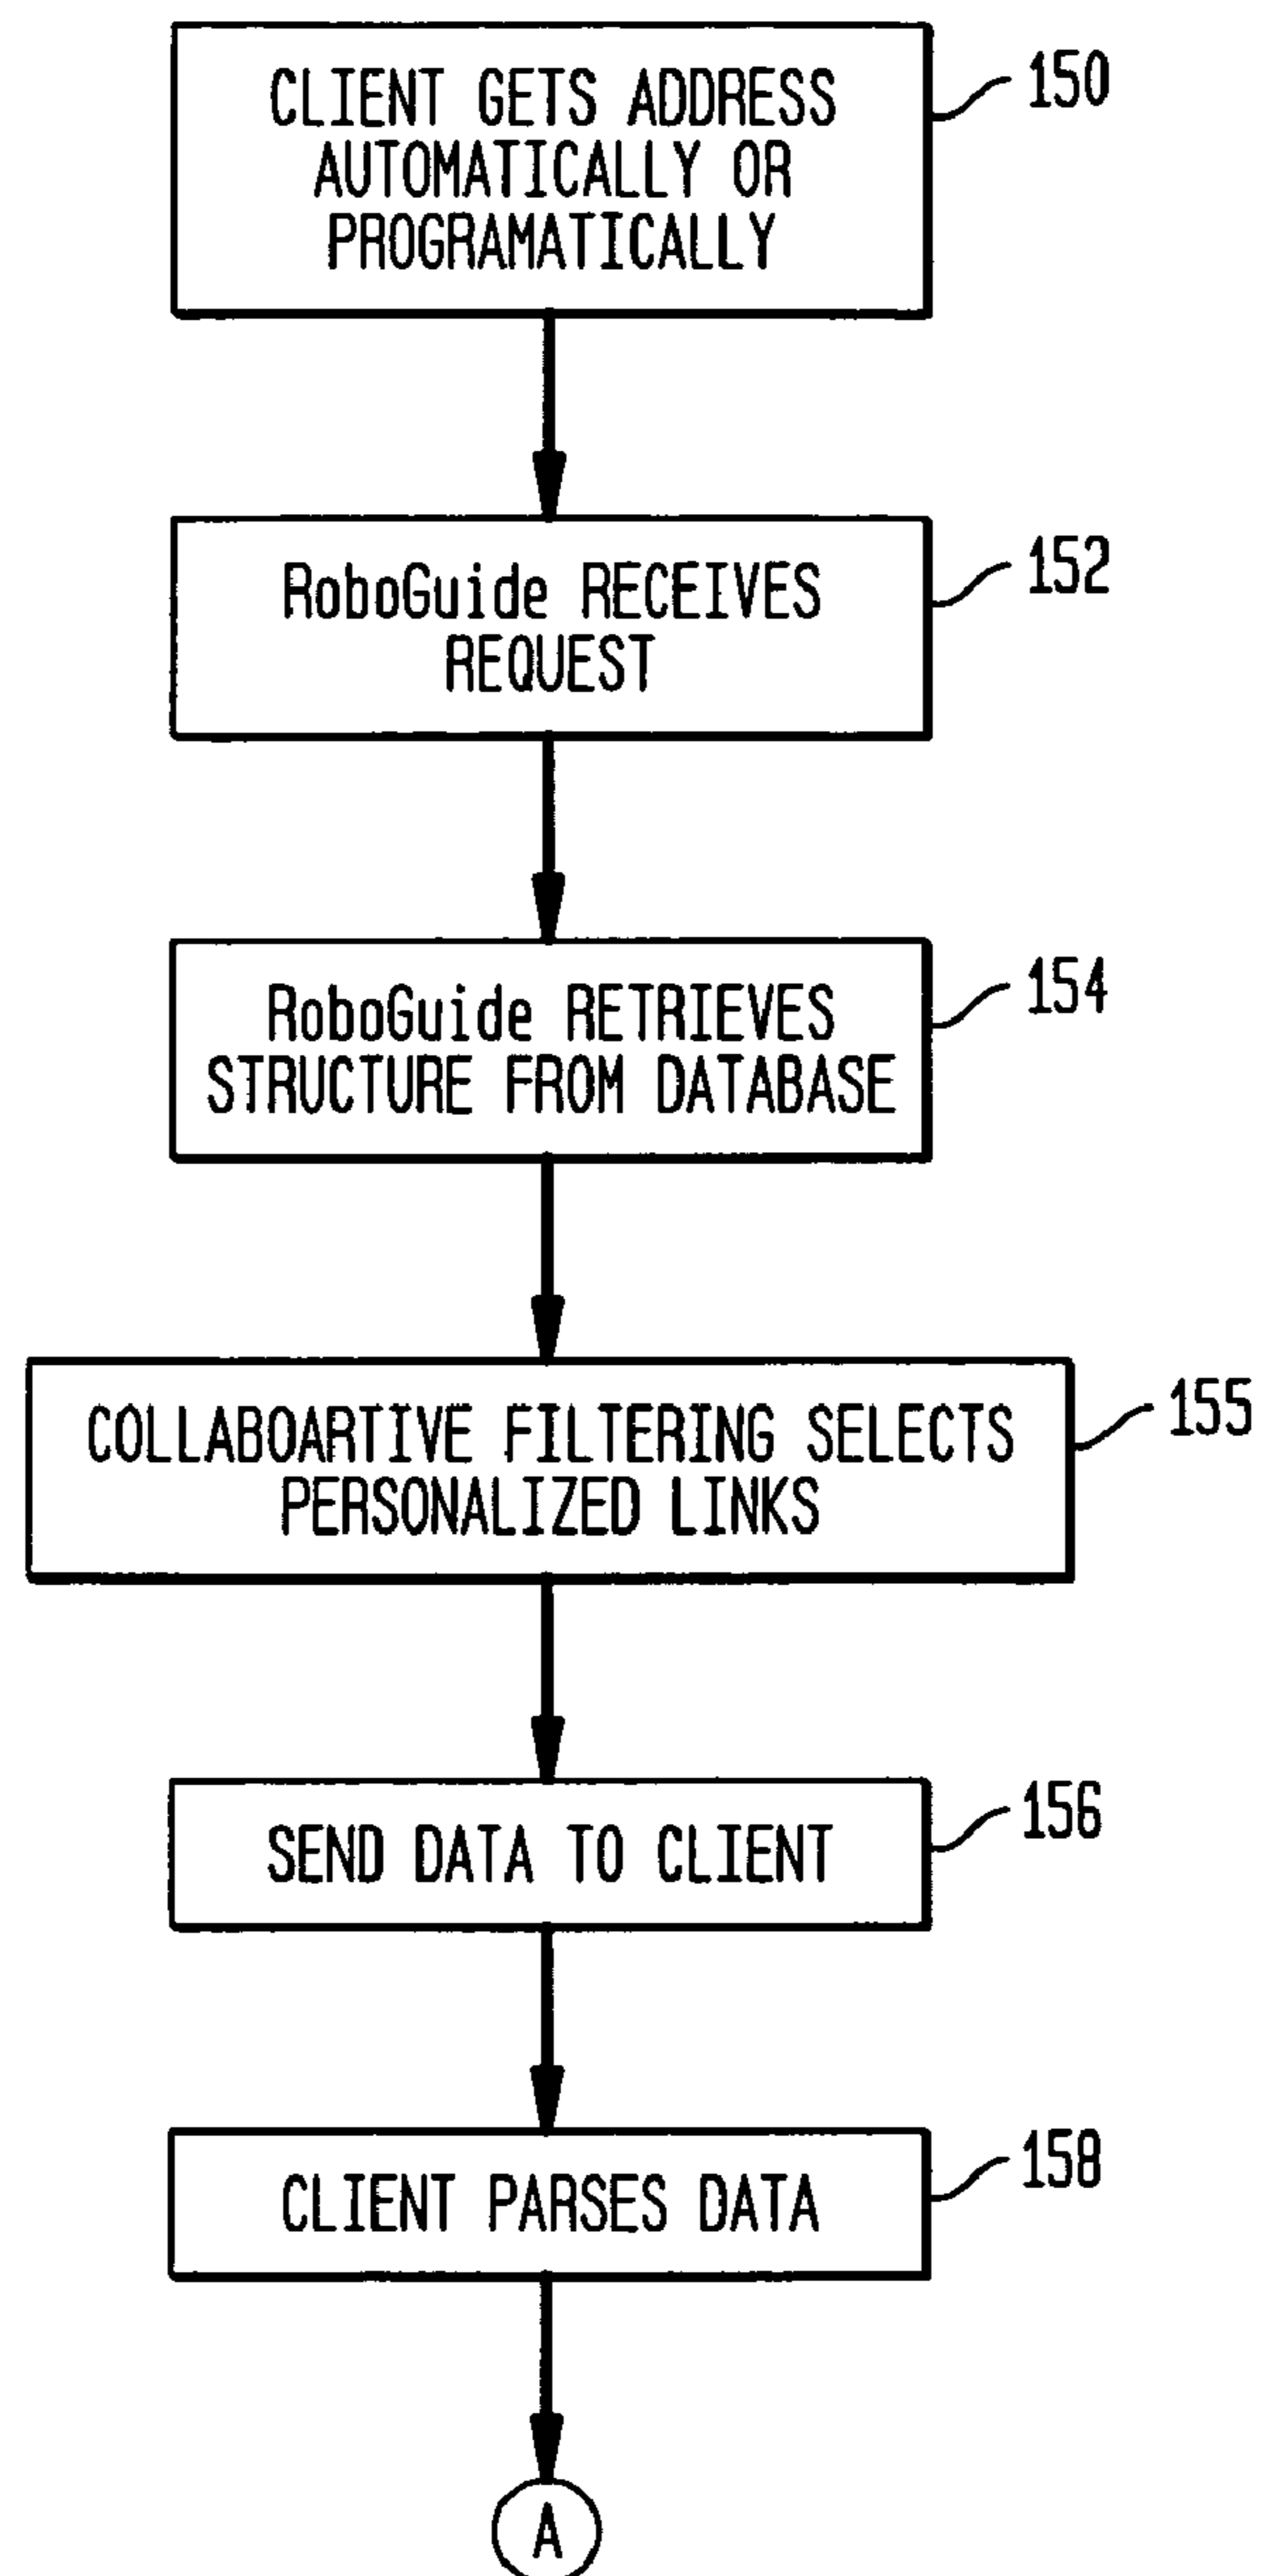 CLIENT GETS ADDRESS
AUTOMATICALLY OR
PROGRAMATICALLY
150
RoboGuide RECEIVES
REQUEST
152
RoboGuide RETRIEVES
STRUCTURE FROM DATABASE
154
COLLABOARTIVE FILTERING SELECTS
PERSONALIZED LINKS
155
SEND DATA TO CLIENT
156
CLIENT PARSES DATA
158
A